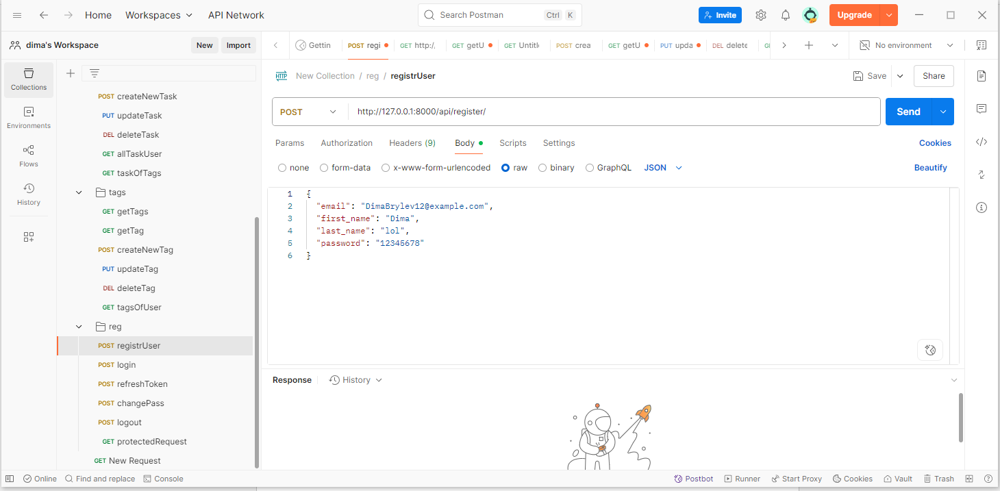 Home Workspaces API Network Search Postman Ctrl K Invite Upgrade
dima's Workspace New Import Gettin POST regi GET http:/, GET getU GET Untitl POST crea GET getU PUT upda DEL delete No environment
Collections
Environments
Flows
History
POST createNewTask
PUT updateTask
DEL deleteTask
GET allTaskUser
GET taskOfTags
tags
GET getTags
GET getTag
POST createNewTag
PUT updateTag
DEL deleteTag
GET tagsOfUser
reg
POST registrUser
POST login
POST refreshToken
POST changePass
POST logout
GET protectedRequest
GET New Request
HTTP New Collection / reg / registrUser Save Share
POST http://127.0.0.1:8000/api/register/ Send
Params Authorization Headers (9) Body Scripts Settings Cookies
none form-data x-www-form-urlencoded raw binary GraphQL JSON Beautify
1 {
2 "email": "DimaBrylev12@example.com",
3 "first_name": "Dima",
4 "last_name": "lol",
5 "password": "12345678"
6 }
Response History
Online Find and replace Console Postbot Runner Start Proxy Cookies Vault Trash